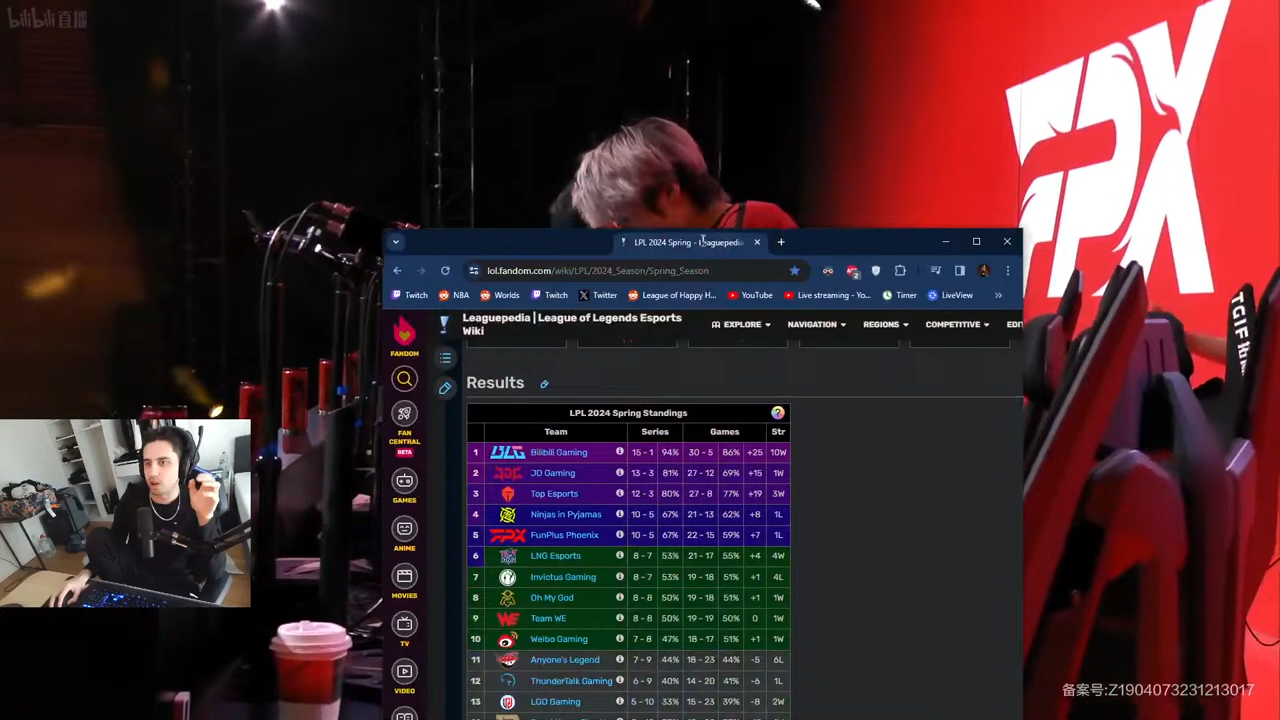 bilibili 直播
FPX
TGIF
LPL 2024 Spring - Leaguepedia
lol.fandom.com/wiki/LPL/2024_Season/Spring_Season
Twitch NBA Worlds Twitch Twitter League of Happy H... YouTube Live streaming - Yo... Timer LiveView »
Leaguepedia | League of Legends Esports
Wiki
EXPLORE NAVIGATION REGIONS COMPETITIVE EDIT
FANDOM
FAN
CENTRAL
BETA
GAMES
ANIME
MOVIES
TV
VIDEO
Results
LPL 2024 Spring Standings
Team Series Games Str
1 BLG Bilibili Gaming 15 - 1 94% 30 - 5 86% +25 10W
2 JDG JD Gaming 13 - 3 81% 27 - 12 69% +15 1W
3 Top Esports 12 - 3 80% 27 - 8 77% +19 3W
4 Ninjas in Pyjamas 10 - 5 67% 21 - 13 62% +8 1L
5 FPX FunPlus Phoenix 10 - 5 67% 22 - 15 59% +7 1L
6 LNG Esports 8 - 7 53% 21 - 17 55% +4 4W
7 Invictus Gaming 8 - 7 53% 19 - 18 51% +1 4L
8 Oh My God 8 - 8 50% 19 - 18 51% +1 1W
9 WE Team WE 8 - 8 50% 19 - 19 50% 0 1W
10 Weibo Gaming 7 - 8 47% 18 - 17 51% +1 1W
11 Anyone's Legend 7 - 9 44% 18 - 23 44% -5 6L
12 ThunderTalk Gaming 6 - 9 40% 14 - 20 41% -6 1L
13 LGD Gaming 5 - 10 33% 15 - 23 39% -8 2W
备案号:Z1904073231213017